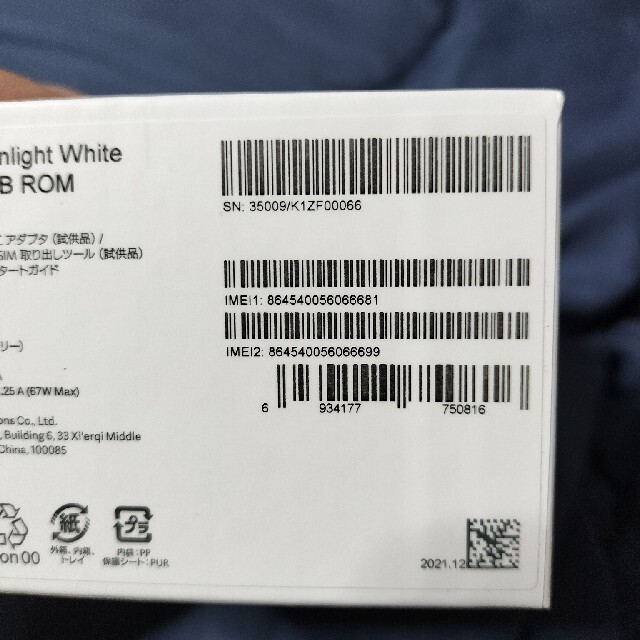 nlight White
B ROM
SN: 35009/K1ZF00066
アダプタ（試供品）/
SIM 取り出しツール（試供品）
タートガイド
IMEI1: 864540056066681
IMEI2: 864540056066699
リー）
.25 A (67W Max)
6 934177 750816
ons Co., Ltd.
, Building 6, 33 Xi'erqi Middle
China, 100085
紙
プラ
on 00
外箱、内箱、
トレイ
内袋：PP
保護シート：PUR
2021.12